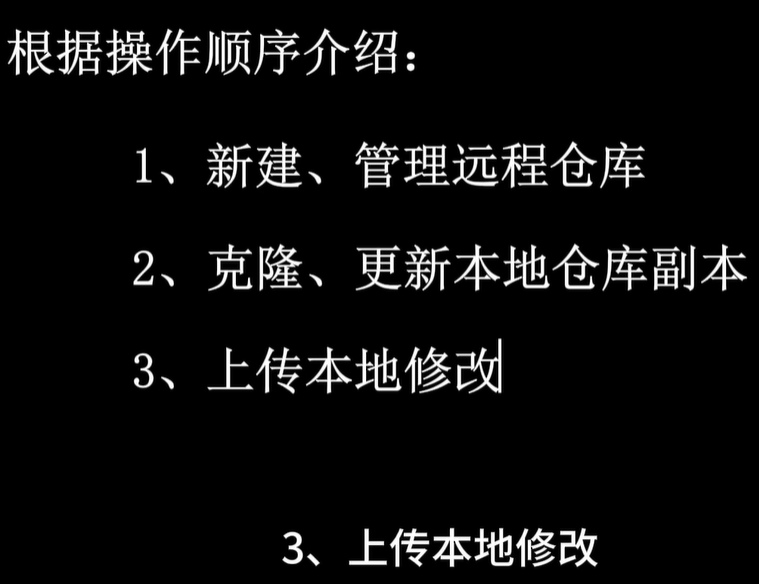 根据操作顺序介绍：
1、新建、管理远程仓库
2、克隆、更新本地仓库副本
3、上传本地修改
3、上传本地修改